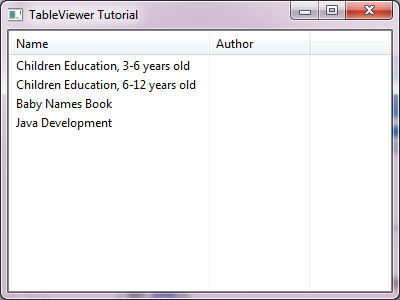 TableViewer Tutorial
Name Author
Children Education, 3-6 years old
Children Education, 6-12 years old
Baby Names Book
Java Development